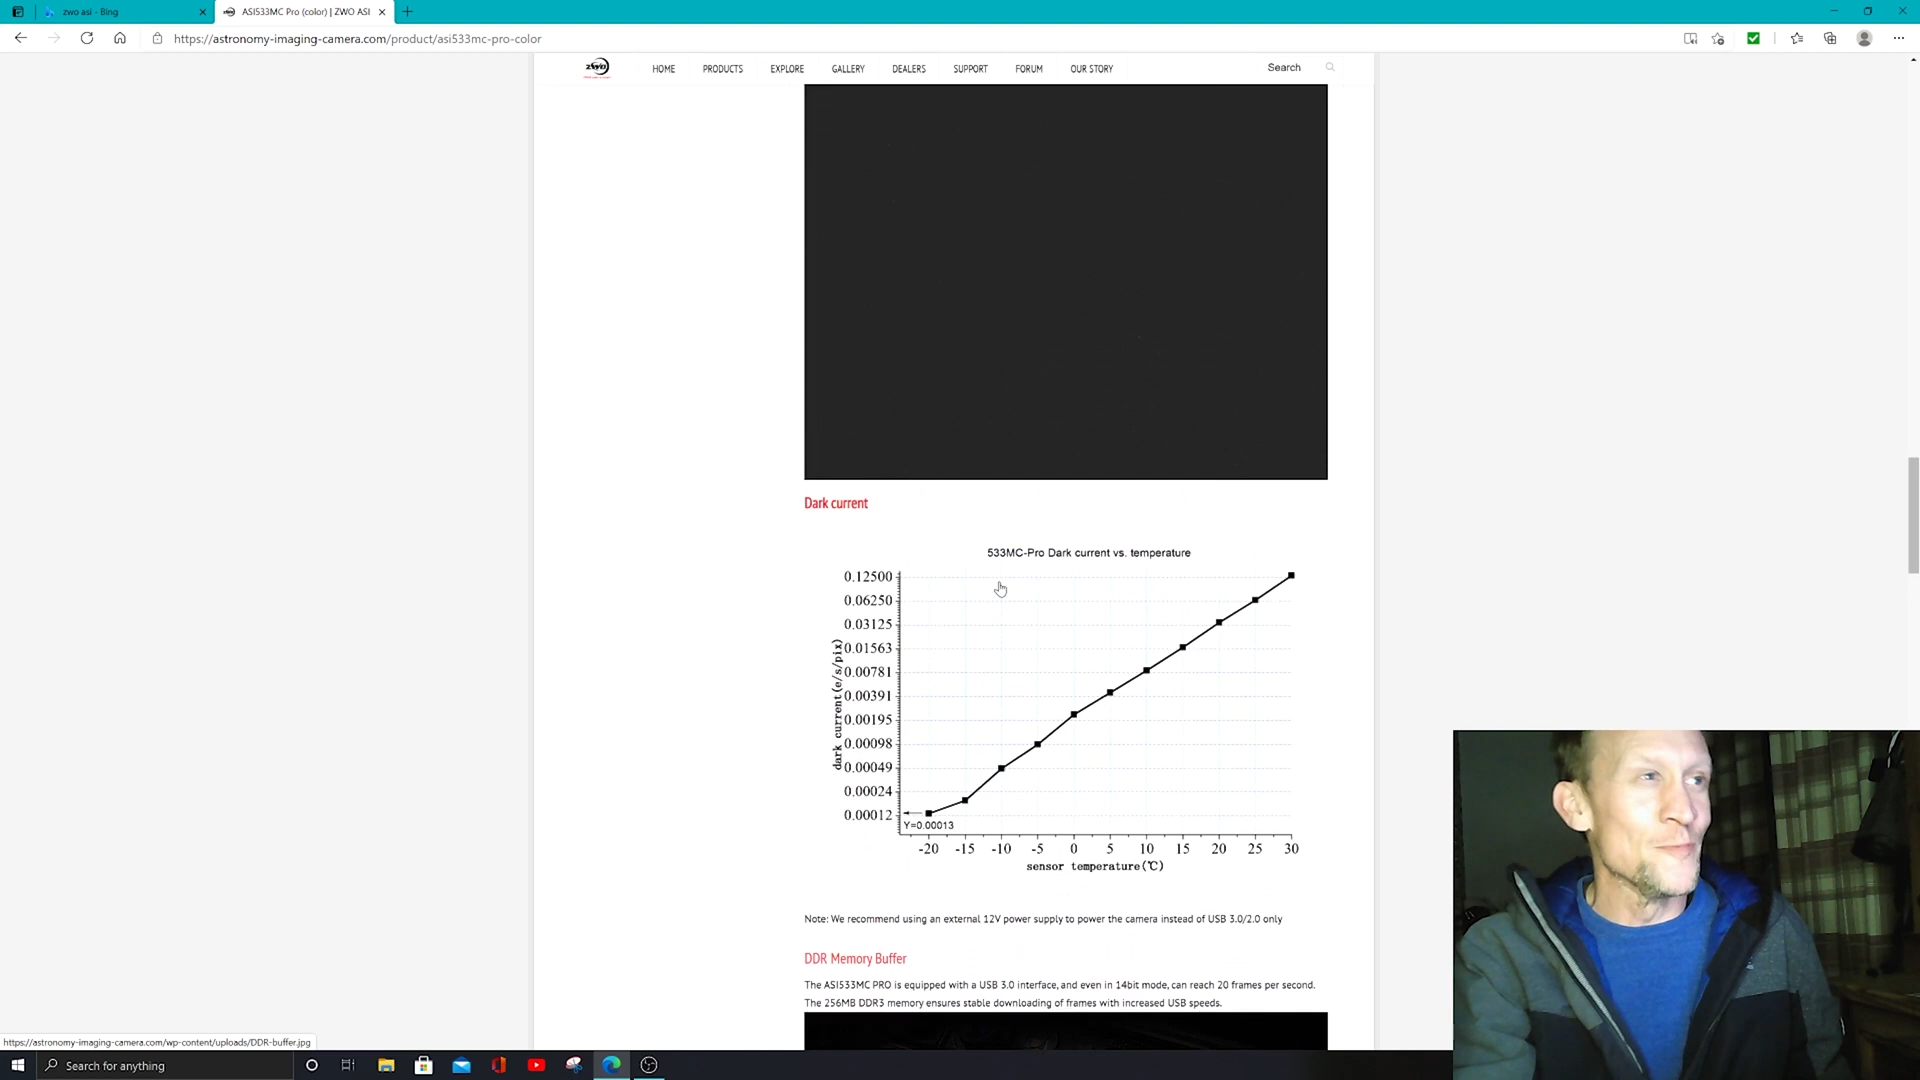 zwo asi - Bing
ASI533MC Pro (color) | ZWO ASI
https://astronomy-imaging-camera.com/product/asi533mc-pro-color
ZWO
HOME PRODUCTS EXPLORE GALLERY DEALERS SUPPORT FORUM OUR STORY
Search
Dark current
533MC-Pro Dark current vs. temperature
dark current(e/s/pix)
0.12500
0.06250
0.03125
0.01563
0.00781
0.00391
0.00195
0.00098
0.00049
0.00024
0.00012
Y=0.00013
-20 -15 -10 -5 0 5 10 15 20 25 30
sensor temperature(℃)
Note: We recommend using an external 12V power supply to power the camera instead of USB 3.0/2.0 only
DDR Memory Buffer
The ASI533MC PRO is equipped with a USB 3.0 interface, and even in 14bit mode, can reach 20 frames per second.
The 256MB DDR3 memory ensures stable downloading of frames with increased USB speeds.
https://astronomy-imaging-camera.com/wp-content/uploads/DDR-buffer.jpg
Search for anything